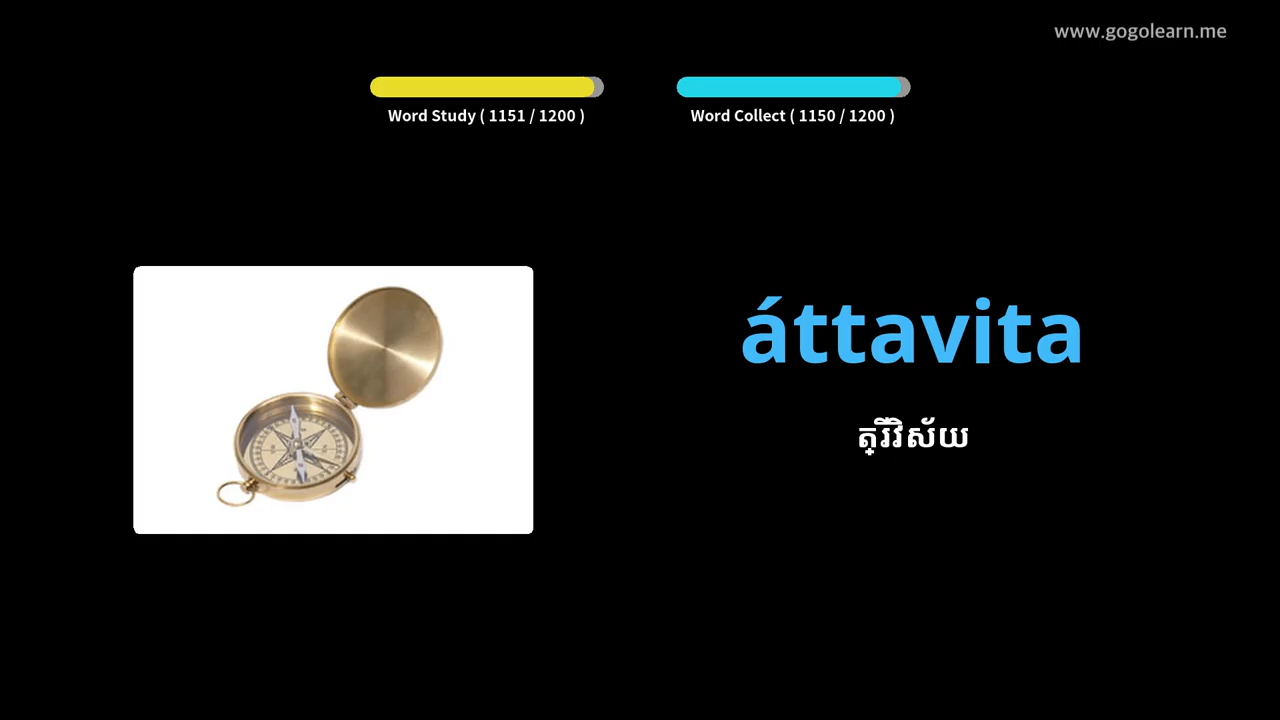 www.gogolearn.me
Word Study ( 1151 / 1200 )
Word Collect ( 1150 / 1200 )
áttavita
ត្រីវិស័យ